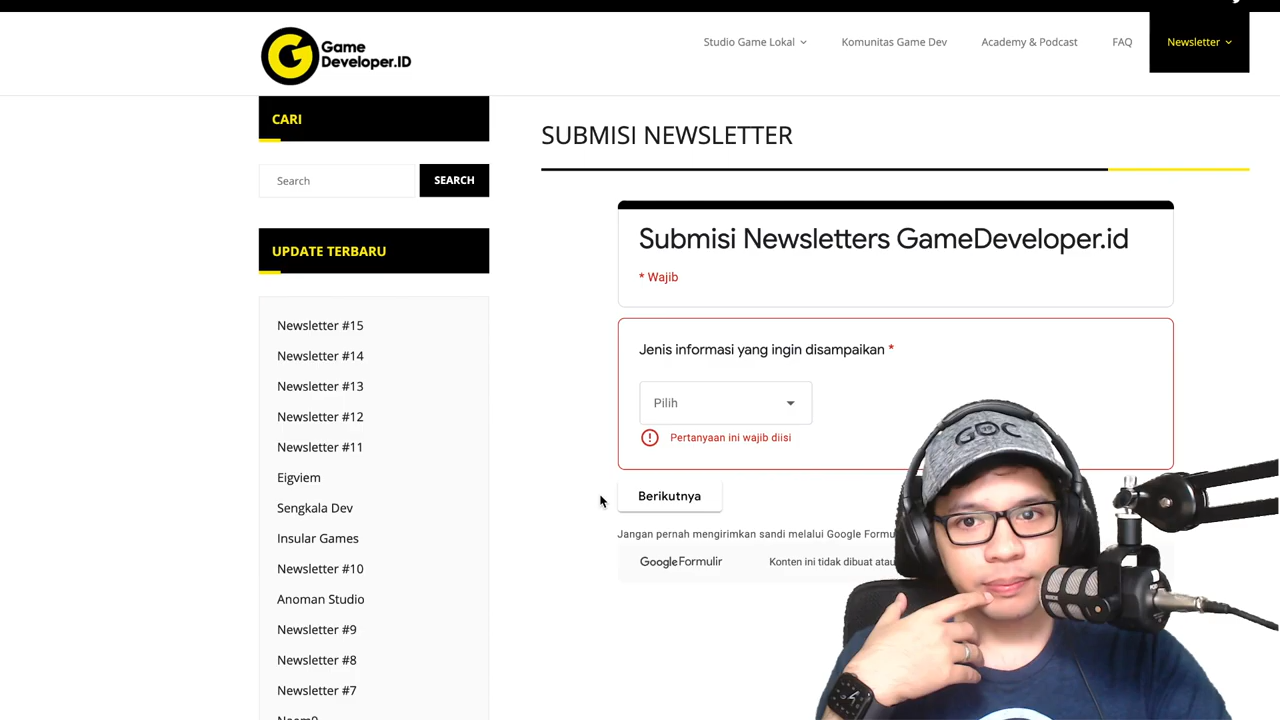 Game
Developer.ID
Studio Game Lokal
Komunitas Game Dev
Academy & Podcast
FAQ
Newsletter
CARI
Search
SEARCH
UPDATE TERBARU
Newsletter #15
Newsletter #14
Newsletter #13
Newsletter #12
Newsletter #11
Eigviem
Sengkala Dev
Insular Games
Newsletter #10
Anoman Studio
Newsletter #9
Newsletter #8
Newsletter #7
SUBMISI NEWSLETTER
Submisi Newsletters GameDeveloper.id
* Wajib
Jenis informasi yang ingin disampaikan *
Pilih
Pertanyaan ini wajib diisi
Berikutnya
Jangan pernah mengirimkan sandi melalui Google
Google Formulir
Konten ini tidak dibuat
GDC